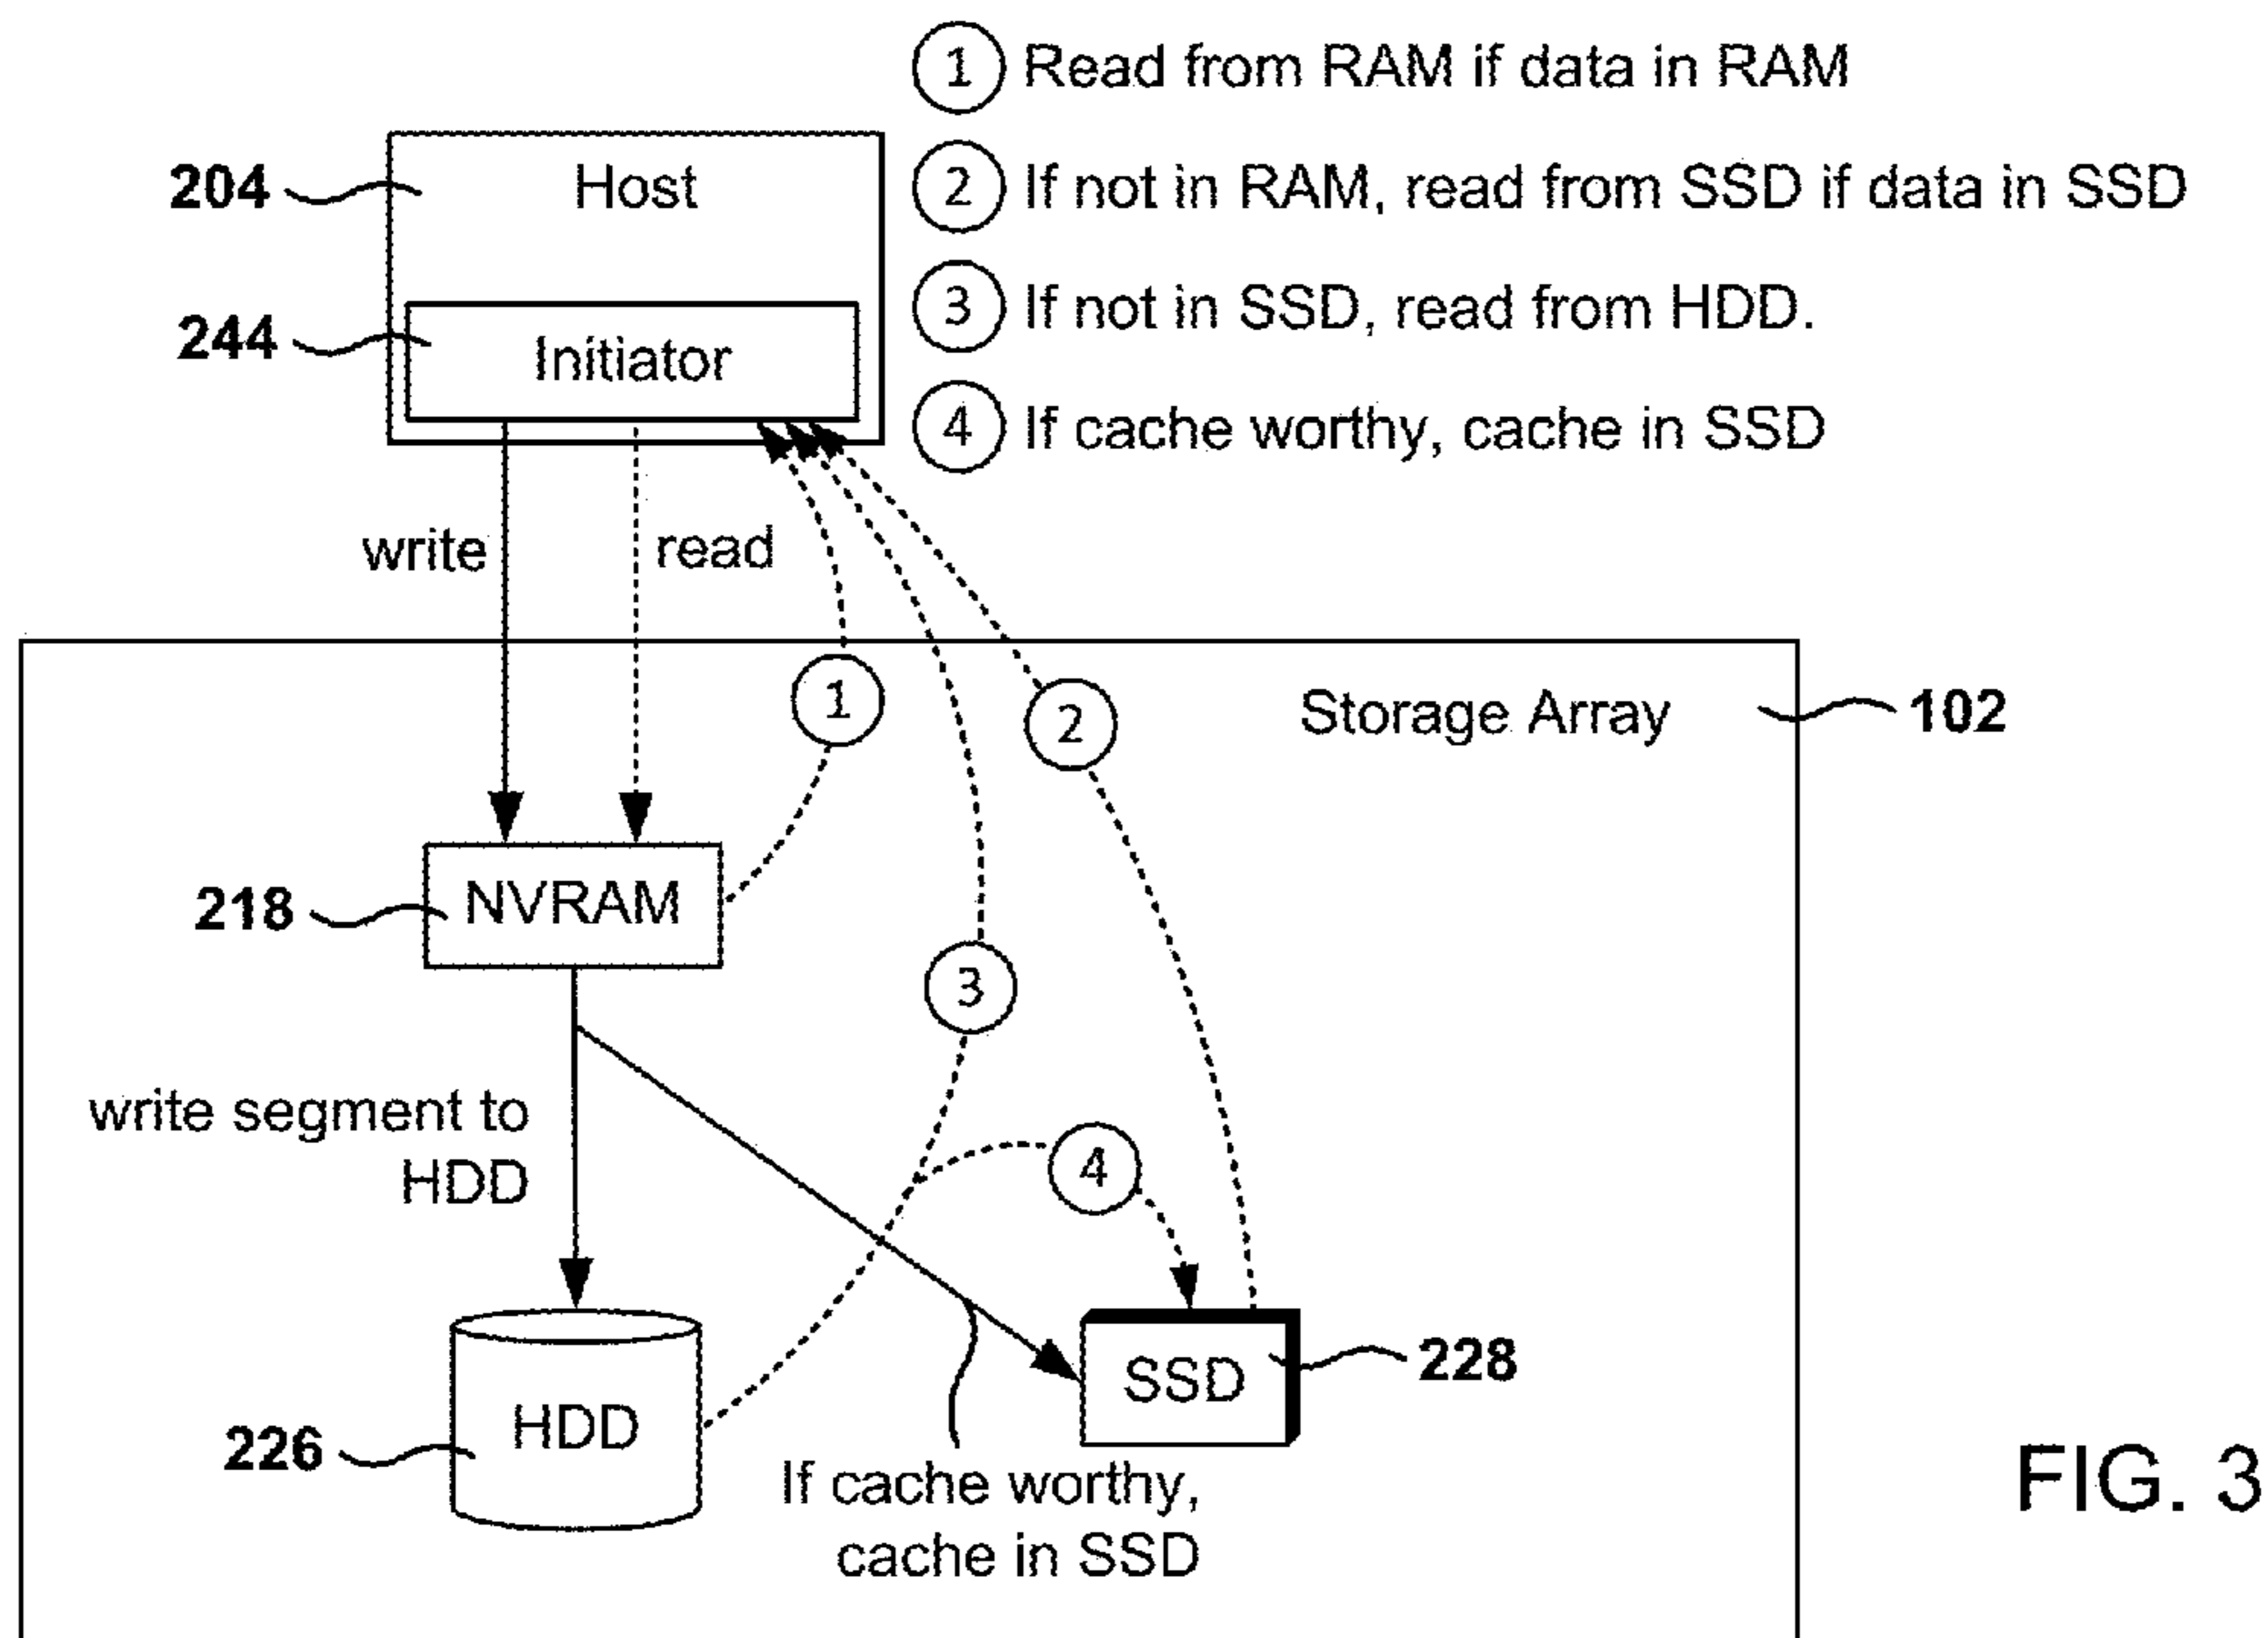 ① Read from RAM if data in RAM
② If not in RAM, read from SSD if data in SSD
③ If not in SSD, read from HDD.
④ If cache worthy, cache in SSD
204
Host
244
Initiator
write
read
①
②
Storage Array
102
218
NVRAM
③
write segment to
HDD
④
SSD
228
226
HDD
If cache worthy,
cache in SSD
FIG. 3